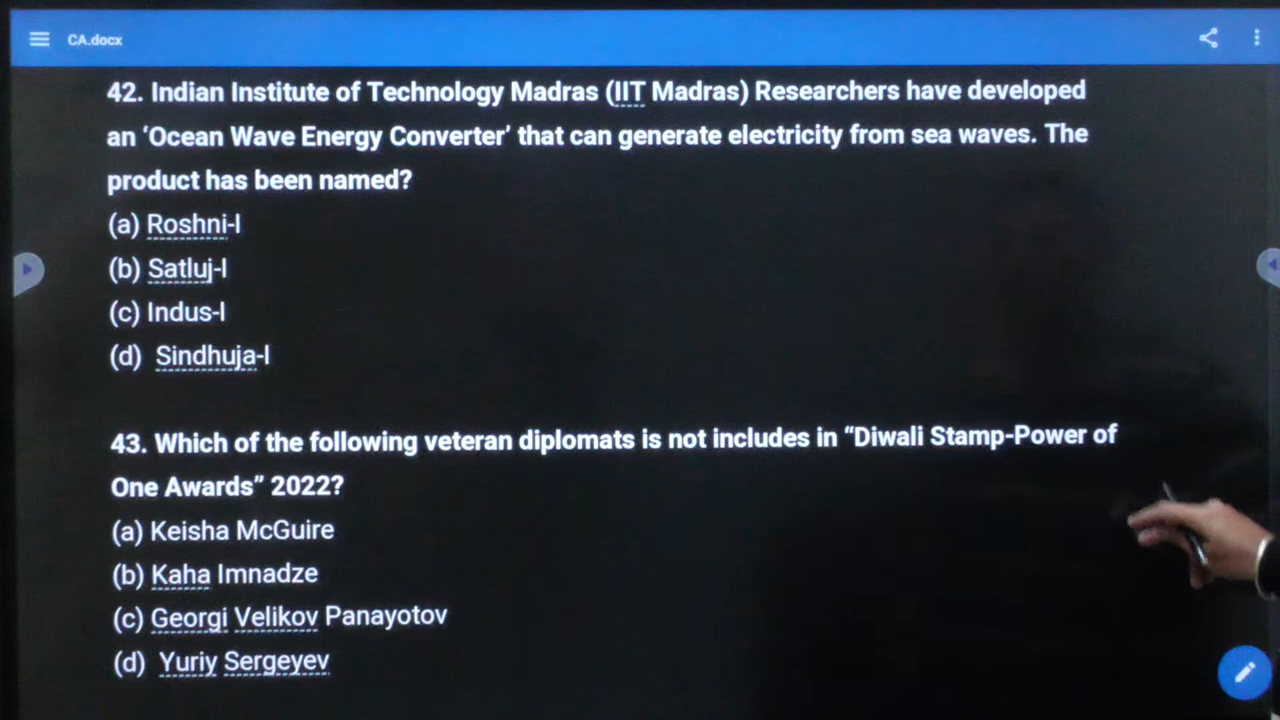 CA.docx
42. Indian Institute of Technology Madras (IIT Madras) Researchers have developed
an ‘Ocean Wave Energy Converter’ that can generate electricity from sea waves. The
product has been named?
(a) Roshni-I
(b) Satluj-I
(c) Indus-I
(d) Sindhuja-I
43. Which of the following veteran diplomats is not includes in “Diwali Stamp-Power of
One Awards” 2022?
(a) Keisha McGuire
(b) Kaha Imnadze
(c) Georgi Velikov Panayotov
(d) Yuriy Sergeyev